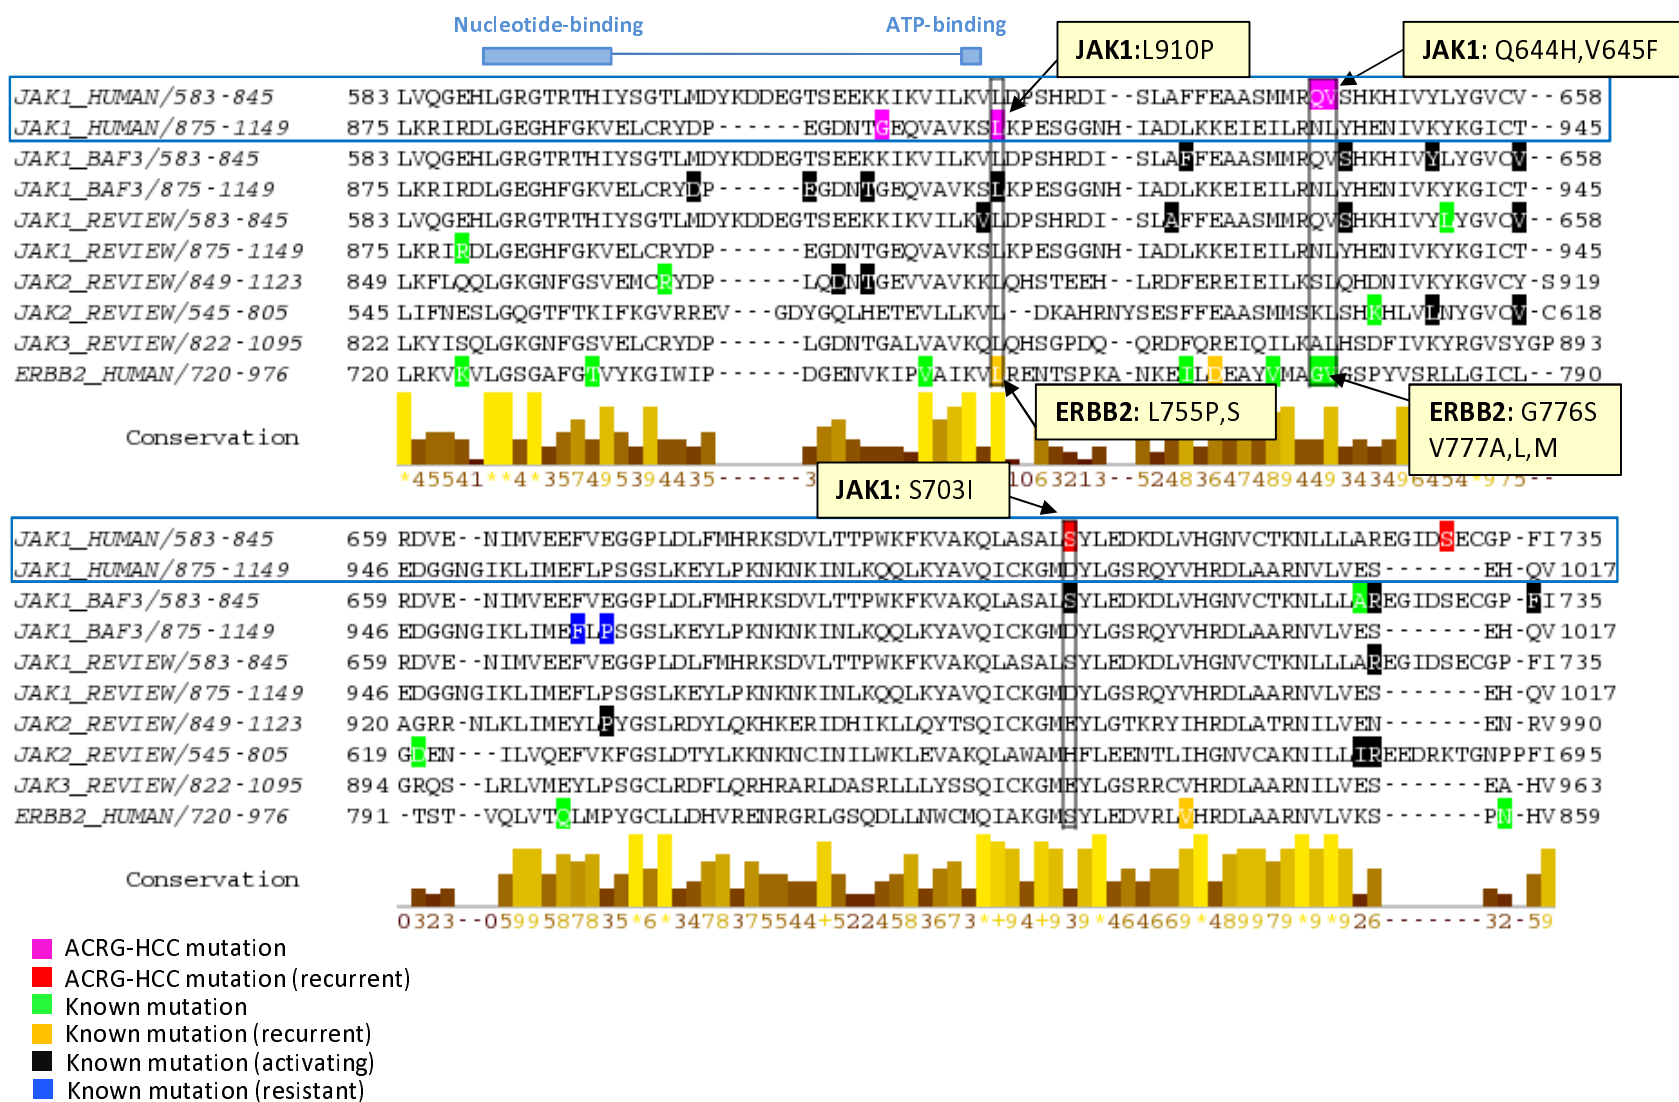 Nucleotide-binding
ATP-binding
JAK1:L910P
JAK1: Q644H,V645F
JAK1_HUMAN/583-845 583 LVQGEHLGRGTRTHIYSGTLMDYKDDEGTSEEKKIKVILKVLDPSHRDI--SLAFFEAASMMRQVSHKHIVYLYGVCV--658
JAK1_HUMAN/875-1149 875 LKRIRDLGEGHFGKVELCRYDP------EGDNTGEQVAVKSLKPESGGNH-IADLKKEIEILRNLYHENIVKYKGICT--945
JAK1_BAF3/583-845 583 LVQGEHLGRGTRTHIYSGTLMDYKDDEGTSEEKKIKVILKVLDPSHRDI--SLAFFEAASMMRQVSHKHIVYLYGVCV--658
JAK1_BAF3/875-1149 875 LKRIRDLGEGHFGKVELCRYDP------EGDNTGEQVAVKSLKPESGGNH-IADLKKEIEILRNLYHENIVKYKGICT--945
JAK1_REVIEW/583-845 583 LVQGEHLGRGTRTHIYSGTLMDYKDDEGTSEEKKIKVILKVLDPSHRDI--SLAFFEAASMMRQVSHKHIVYLYGVCV--658
JAK1_REVIEW/875-1149 875 LKRIRDLGEGHFGKVELCRYDP------EGDNTGEQVAVKSLKPESGGNH-IADLKKEIEILRNLYHENIVKYKGICT--945
JAK2_REVIEW/849-1123 849 LKFLQQLGKGNFGSVEMCRYDP------LQDNTGEVVAVKKLQHSTEEH--LRDFEREIEILKSLQHDNIVKYKGVCY-S919
JAK2_REVIEW/545-805 545 LIFNESLGQGTFTKIFKGVRREV---GDYGQLHETEVLLKVL--DKAHRNYSESFFEAASMMSKLSHKHLVLNYGVCV-C618
JAK3_REVIEW/822-1095 822 LKYISQLGKGNFGSVELCRYDP------LGDNTGALVAVKQLQHSGPDQ--QRDFQREIQILKALHSDFIVKYRGVSYGP893
ERBB2_HUMAN/720-976 720 LRKVKVLGSGAFGTVYKGIWIP------DGENVKIPVAIKVLRENTSPKA-NKEILDEAYVMAGVGSPYVSRLLGICL--790
ERBB2: L755P,S
ERBB2: G776S
V777A,L,M
Conservation
*45541**4*357495394435------3
1063213--524836474894493434964 54*975--
JAK1: S703I
JAK1_HUMAN/583-845 659 RDVE--NIMVEEFVEGGPLDLFMHRKSDVLTTPWKFKVAKQLASALSYLEDKDLVHGNVCTKNLLLAREGIDSECGP-FI735
JAK1_HUMAN/875-1149 946 EDGGNGIKLIMEFLPSGSLKEYLPKNKNKINLKQQLKYAVQICKGMDYLGSRQYVHRDLAARNVLVES-------EH-QV1017
JAK1_BAF3/583-845 659 RDVE--NIMVEEFVEGGPLDLFMHRKSDVLTTPWKFKVAKQLASALSYLEDKDLVHGNVCTKNLLLAREGIDSECGP-FI735
JAK1_BAF3/875-1149 946 EDGGNGIKLIMEFLPSGSLKEYLPKNKNKINLKQQLKYAVQICKGMDYLGSRQYVHRDLAARNVLVES-------EH-QV1017
JAK1_REVIEW/583-845 659 RDVE--NIMVEEFVEGGPLDLFMHRKSDVLTTPWKFKVAKQLASALSYLEDKDLVHGNVCTKNLLLAREGIDSECGP-FI735
JAK1_REVIEW/875-1149 946 EDGGNGIKLIMEFLPSGSLKEYLPKNKNKINLKQQLKYAVQICKGMDYLGSRQYVHRDLAARNVLVES-------EH-QV1017
JAK2_REVIEW/849-1123 920 AGRR-NLKLIMEYLPYGSLRDYLQKHKERIDHIKLLQYTSQICKGMEYLGTKRYIHRDLATRNILVEN-------EN-RV990
JAK2_REVIEW/545-805 619 GDEN---ILVQEFVKFGSLDTYLKKNKNCINILWKLEVAKQLAWAMHFLEENTLIHGNVCAKNILLIREEDRKTGNPPFI695
JAK3_REVIEW/822-1095 894 GRQS--LRLVMEYLPSGCLRDFLQRHRARLDASRLLLYSSQICKGMEYLGSRRCVHRDLAARNILVES-------EA-HV963
ERBB2_HUMAN/720-976 791 -TST--VQLVTQLMPYGCLLDHVRENRGRLGSQDLLNWCMQIAKGMSYLEDVRLVHRDLAARNVLVKS-------PN-HV859
Conservation
0323--0599587835*6*3478375544+5224583673*+94+939*464669*489979*9*926-------32-59
ACRG-HCC mutation
ACRG-HCC mutation (recurrent)
Known mutation
Known mutation (recurrent)
Known mutation (activating)
Known mutation (resistant)